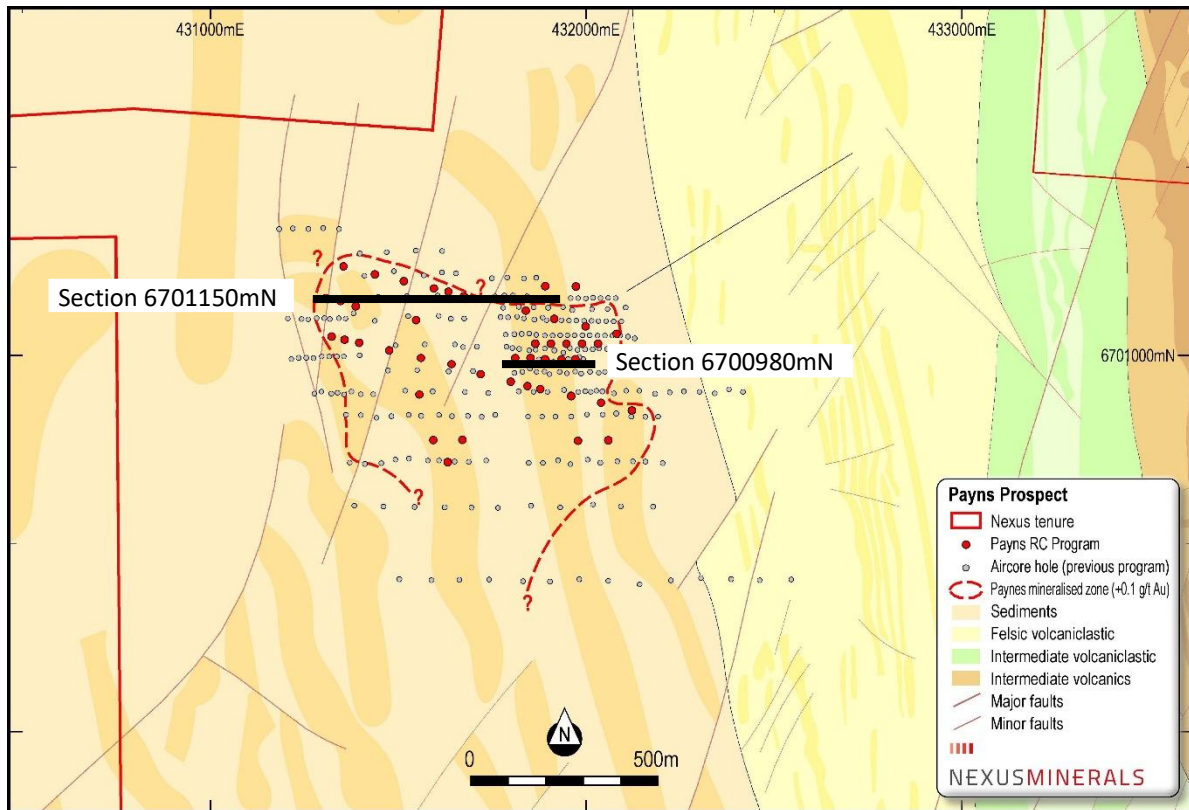 431000mE
432000mE
433000mE
?
?
Section 6701150mN
6701000mN
Section 6700980mN
?
?
Payns Prospect
Nexus tenure
Payns RC Program
Aircore hole (previous program)
Paynes mineralised zone (+0.1 g/t Au)
Sediments
Felsic volcaniclastic
Intermediate volcaniclastic
Intermediate volcanics
Major faults
Minor faults
NEXUSMINERALS
N
0 500m